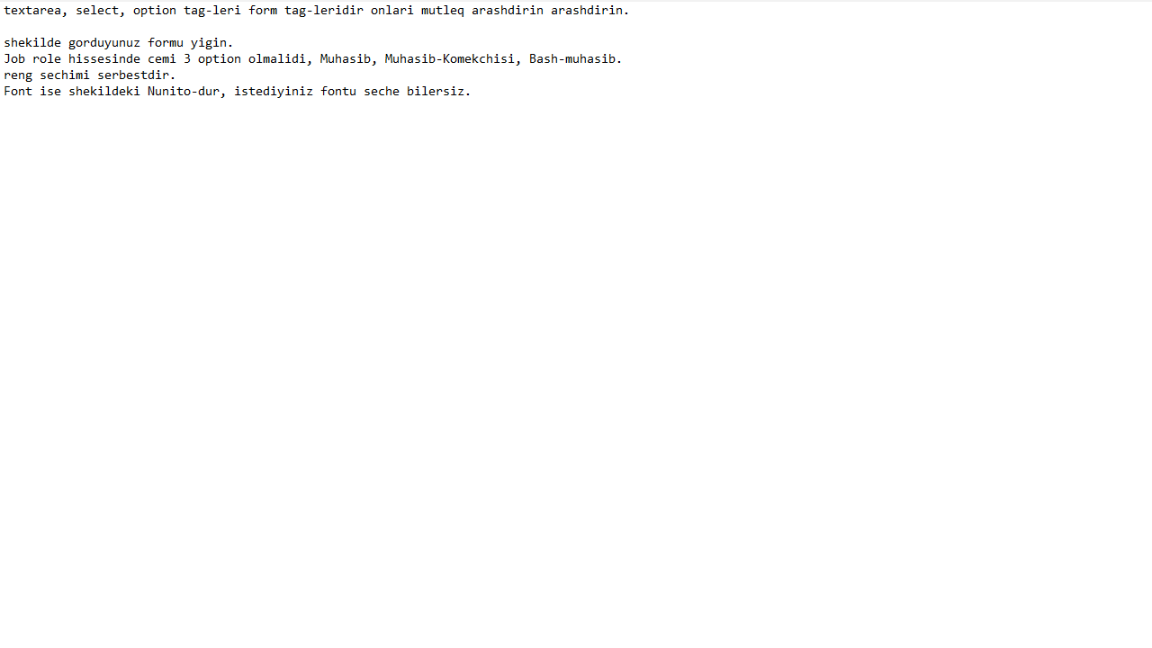 textarea, select, option tag-leri form tag-leridir onlari mutleq arashdirin arashdirin.
shekilde gorduyunuz formu yigin.
Job role hissesinde cemi 3 option olmalidi, Muhasib, Muhasib-Komekchisi, Bash-muhasib.
reng sechimi serbestdir.
Font ise shekildeki Nunito-dur, istediyiniz fontu seche bilersiz.